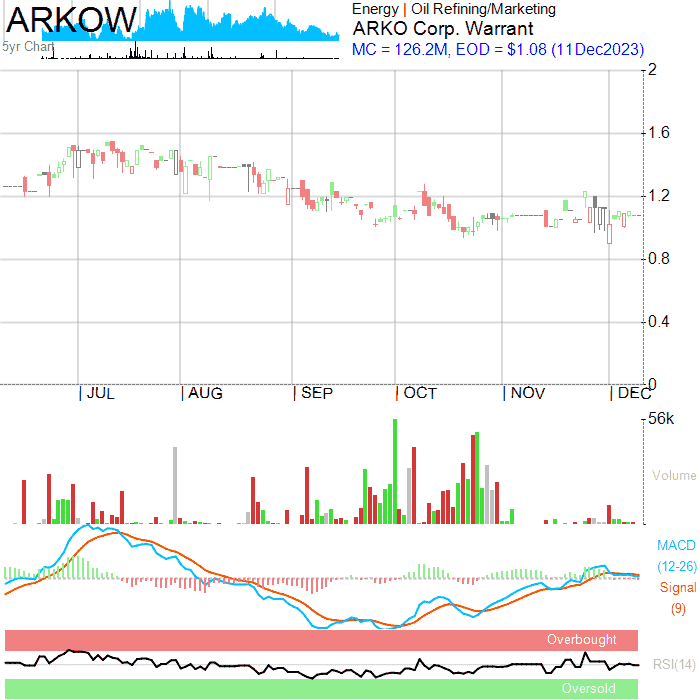 ARKOW
5yr Chart
Energy | Oil Refining/Marketing
ARKO Corp. Warrant
MC = 126.2M, EOD = $1.08 (11Dec2023)
2
1.6
1.2
0.8
0.4
0
| JUL | AUG | SEP | OCT | NOV | DEC
56k
Volume
MACD
(12-26)
Signal
(9)
Overbought
RSI(14)
Oversold